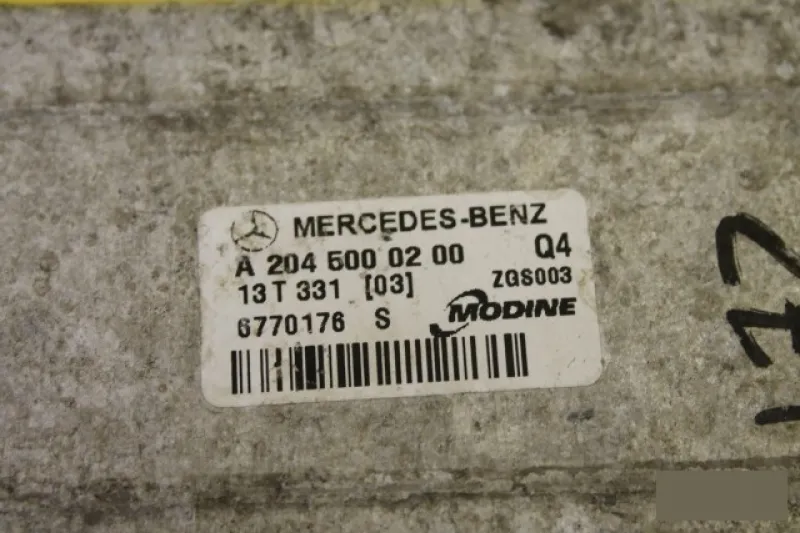 MERCEDES-BENZ
A 204 500 02 00 Q4
13 T 331 [03] ZGS003
6770176 S MODINE